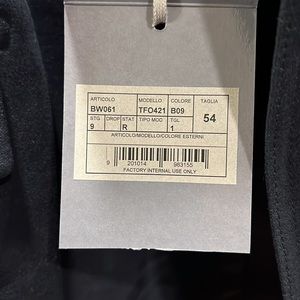 ARTICOLO MODELLO COLORE TAGLIA
BW061 TFO421 B09 54
STG DROP STAT TIPO MOD TGL
9 R 1
ARTICOLO/MODELLO/COLORE ESTERNI
9 201014 983155
FACTORY INTERNAL USE ONLY